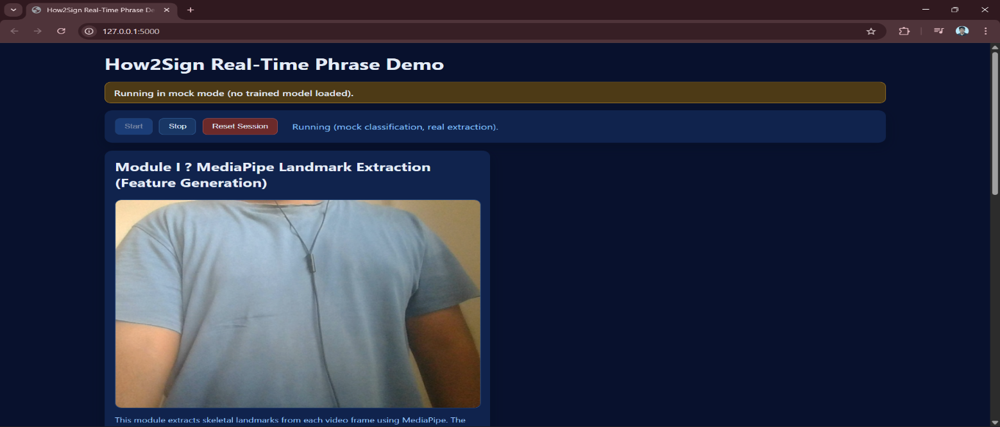 How2Sign Real-Time Phrase De
127.0.0.1:5000
How2Sign Real-Time Phrase Demo
Running in mock mode (no trained model loaded).
Start Stop Reset Session Running (mock classification, real extraction).
Module I ? MediaPipe Landmark Extraction
(Feature Generation)
This module extracts skeletal landmarks from each video frame using MediaPipe. The